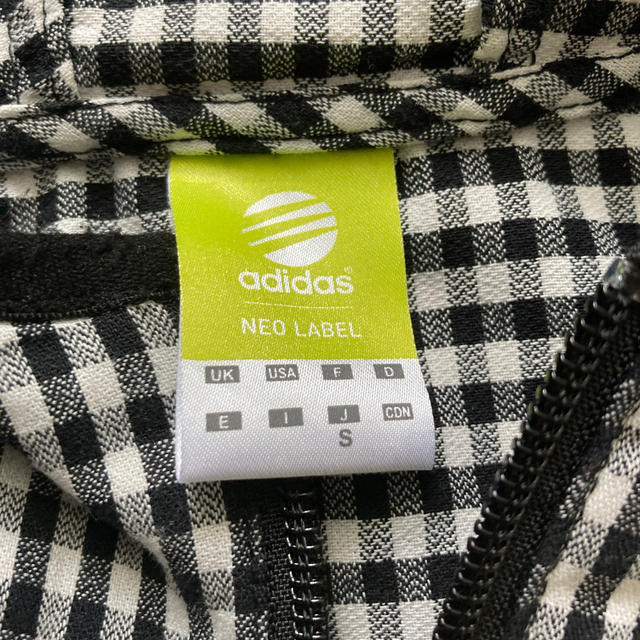 adidas®
NEO LABEL
UK USA F D
E I J CDN
S